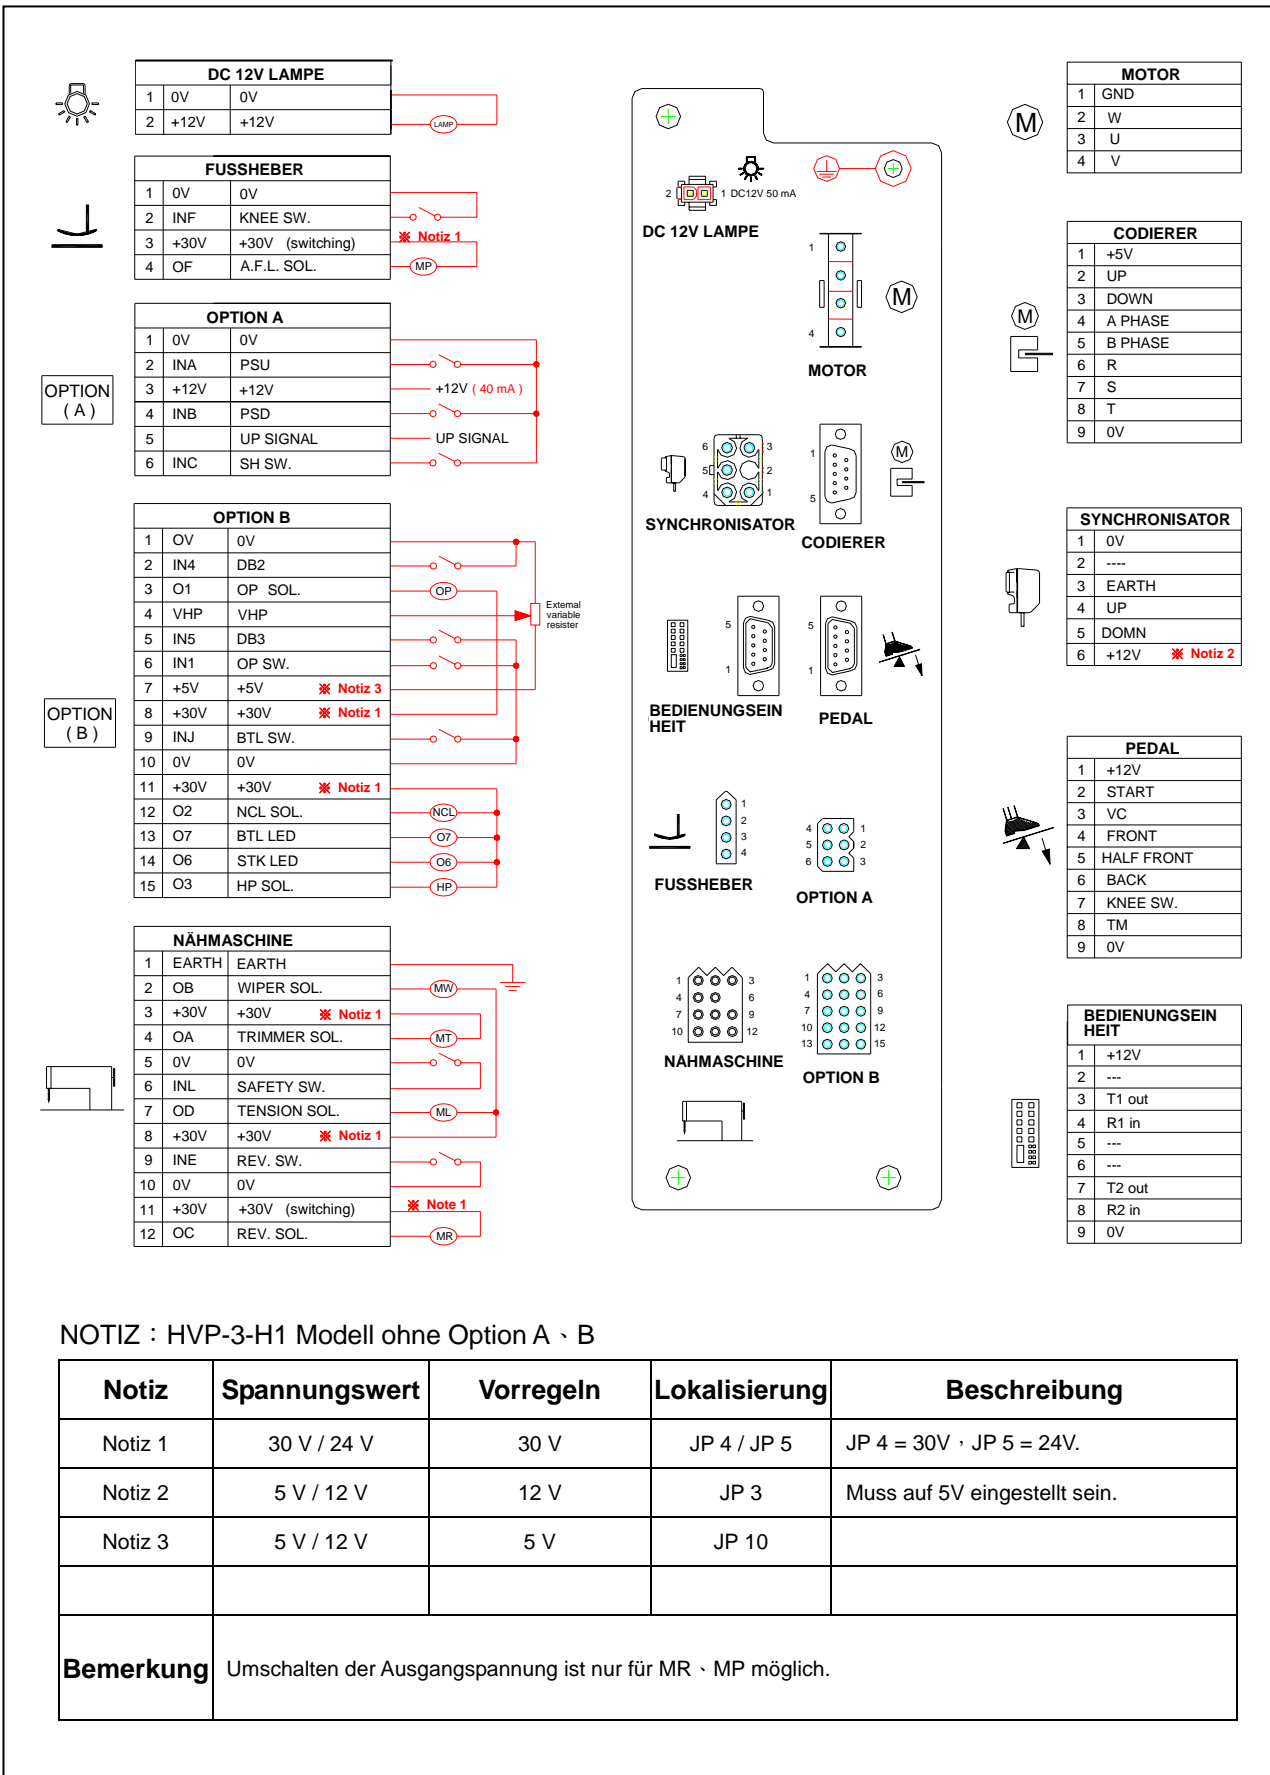 DC 12V LAMPE
1 0V 0V
2 +12V +12V
LAMP
FUSSHEBER
1 0V 0V
2 INF KNEE SW.
3 +30V +30V (switching) ※ Notiz 1
4 OF A.F.L. SOL. MP
OPTION
( A )
OPTION A
1 0V 0V
2 INA PSU
3 +12V +12V +12V ( 40 mA )
4 INB PSD
5 UP SIGNAL UP SIGNAL
6 INC SH SW.
OPTION
( B )
OPTION B
1 OV 0V
2 IN4 DB2
3 O1 OP SOL. OP
4 VHP VHP
External
variable
resister
5 IN5 DB3
6 IN1 OP SW.
7 +5V +5V ※ Notiz 3
8 +30V +30V ※ Notiz 1
9 INJ BTL SW.
10 0V 0V
11 +30V +30V ※ Notiz 1
12 O2 NCL SOL. NCL
13 O7 BTL LED O7
14 O6 STK LED O6
15 O3 HP SOL. HP
NÄHMASCHINE
1 EARTH EARTH
2 OB WIPER SOL. MW
3 +30V +30V ※ Notiz 1
4 OA TRIMMER SOL. MT
5 0V 0V
6 INL SAFETY SW.
7 OD TENSION SOL. ML
8 +30V +30V ※ Notiz 1
9 INE REV. SW.
10 0V 0V
11 +30V +30V (switching) ※ Note 1
12 OC REV. SOL. MR
2 1 DC12V 50 mA
DC 12V LAMPE
1
4
M
MOTOR
6 3
5 2
4 1
SYNCHRONISATOR
1
5
M
CODIERER
5
1
BEDIENUNGSEIN
HEIT
5
1
PEDAL
1
2
3
4
FUSSHEBER
4 1
5 2
6 3
OPTION A
1 3
4 6
7 9
10 12
NÄHMASCHINE
1 3
4 6
7 9
10 12
13 15
OPTION B
M
MOTOR
1 GND
2 W
3 U
4 V
M
CODIERER
1 +5V
2 UP
3 DOWN
4 A PHASE
5 B PHASE
6 R
7 S
8 T
9 0V
SYNCHRONISATOR
1 0V
2 ----
3 EARTH
4 UP
5 DOMN
6 +12V ※ Notiz 2
PEDAL
1 +12V
2 START
3 VC
4 FRONT
5 HALF FRONT
6 BACK
7 KNEE SW.
8 TM
9 0V
BEDIENUNGSEIN
HEIT
1 +12V
2 ---
3 T1 out
4 R1 in
5 ---
6 ---
7 T2 out
8 R2 in
9 0V
NOTIZ：HVP-3-H1 Modell ohne Option A、B
Notiz Spannungswert Vorregeln Lokalisierung Beschreibung
Notiz 1 30 V / 24 V 30 V JP 4 / JP 5 JP 4 = 30V，JP 5 = 24V.
Notiz 2 5 V / 12 V 12 V JP 3 Muss auf 5V eingestellt sein.
Notiz 3 5 V / 12 V 5 V JP 10
Bemerkung Umschalten der Ausgangspannung ist nur für MR、MP möglich.